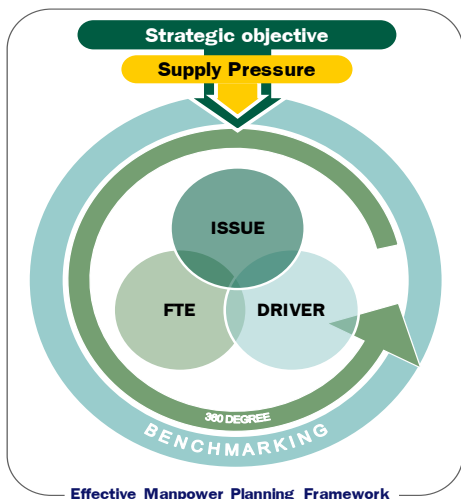 Strategic objective
Supply Pressure
ISSUE
FTE
DRIVER
360 DEGREE
BENCHMARKING
Effective Manpower Planning Framework